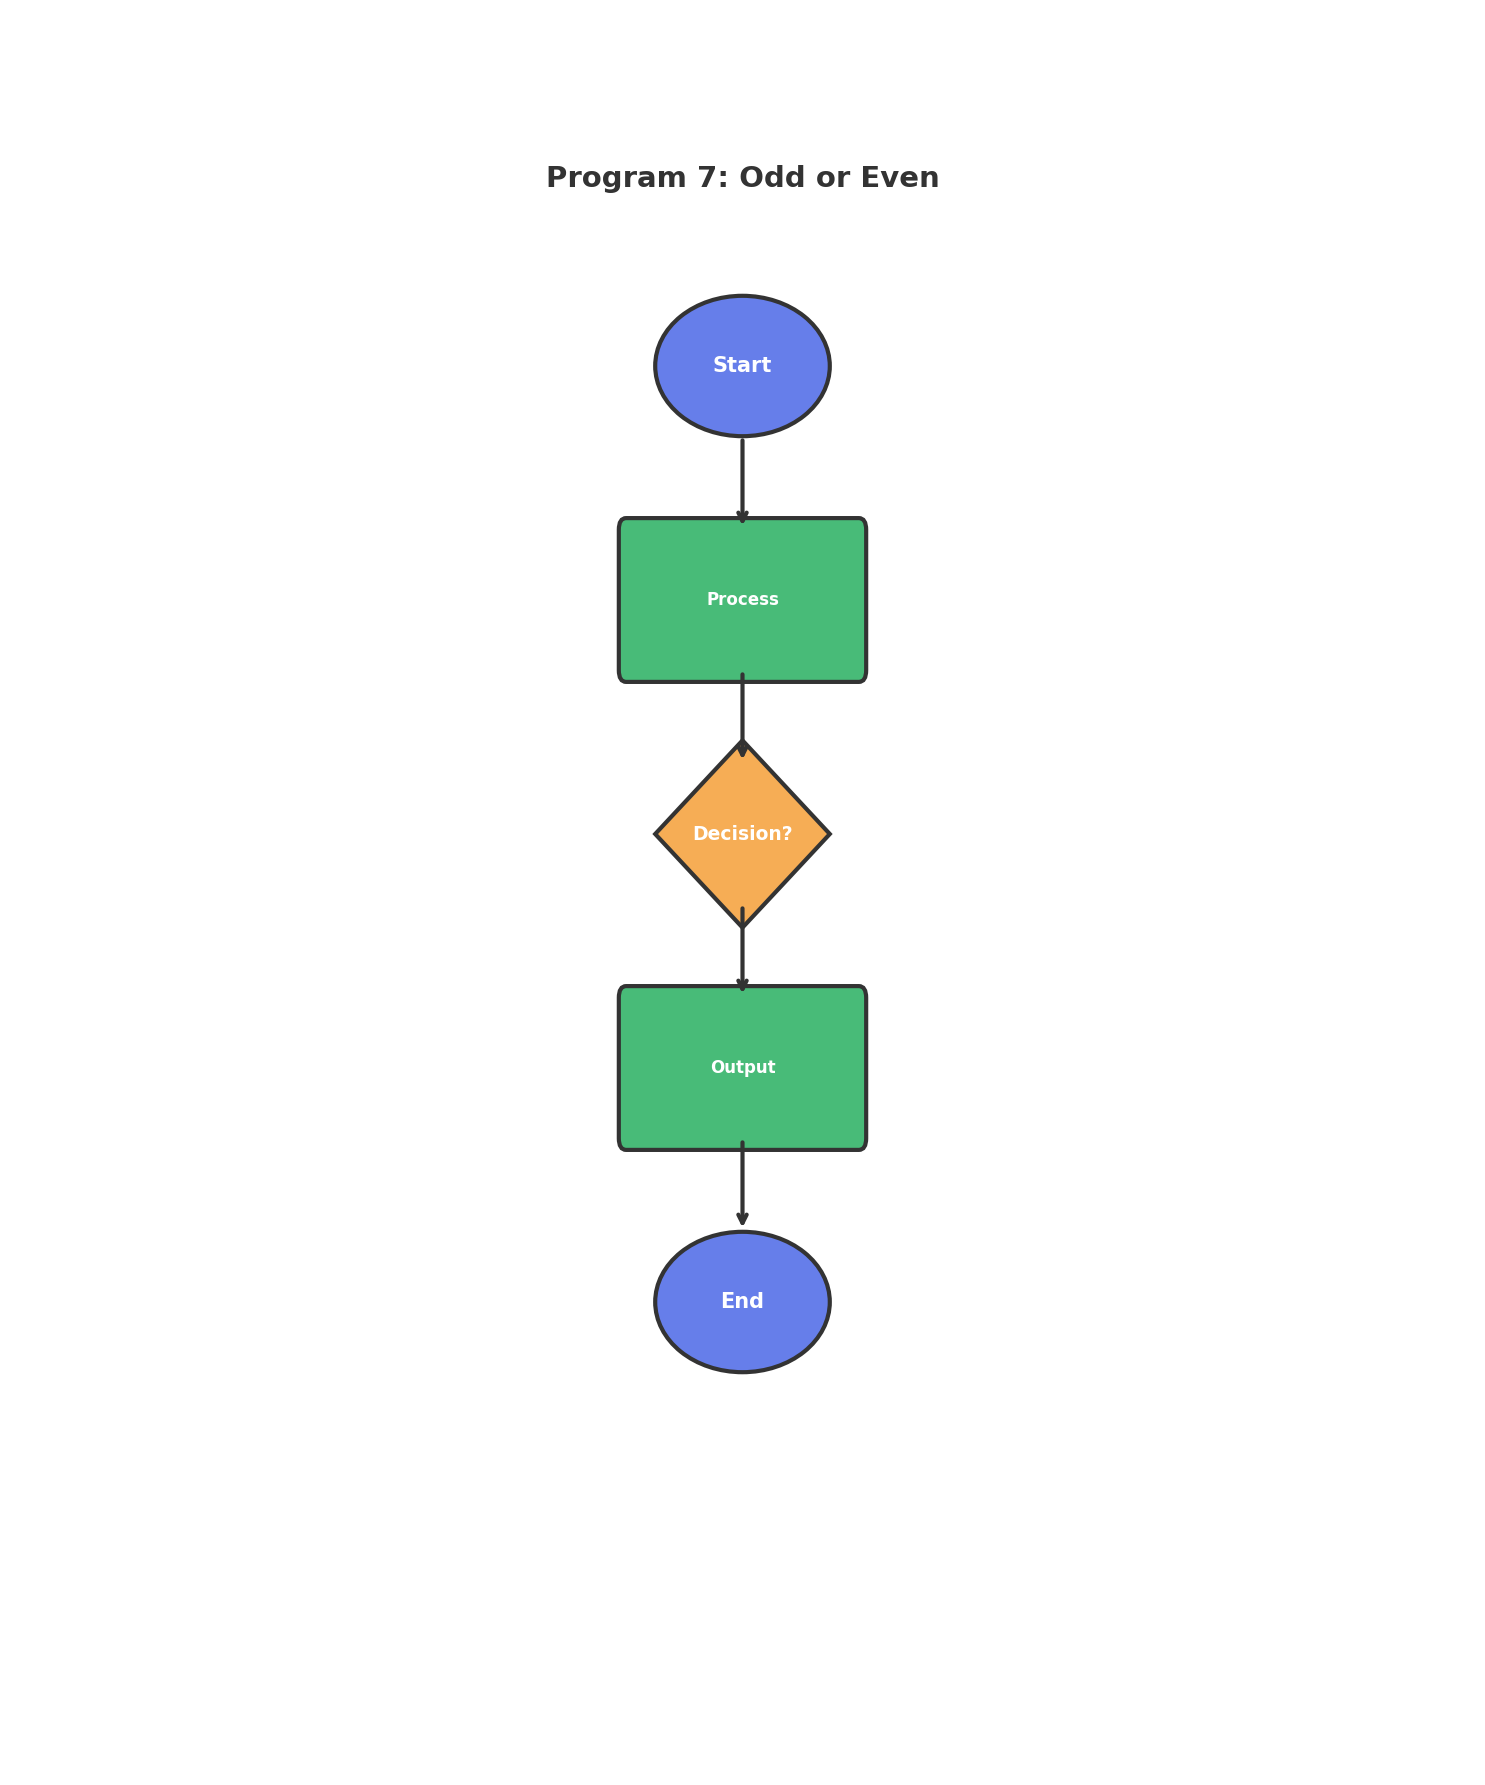 Program 7: Odd or Even
Start
Process
Decision?
Output
End